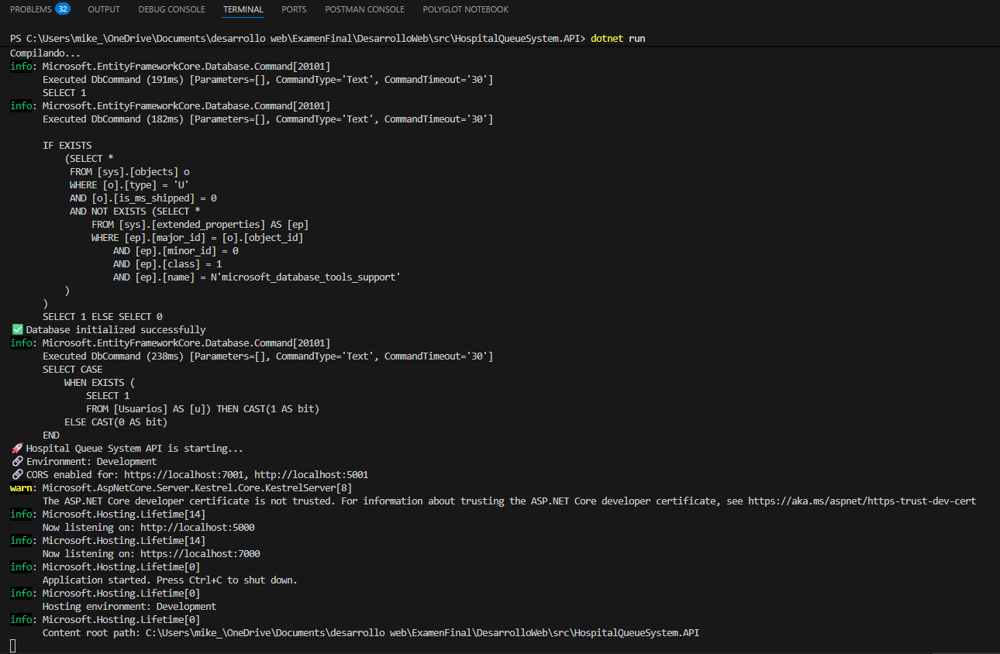 PROBLEMS 32 OUTPUT DEBUG CONSOLE TERMINAL PORTS POSTMAN CONSOLE POLYGLOT NOTEBOOK
PS C:\Users\mike_\OneDrive\Documents\desarrollo web\ExamenFinal\DesarrolloWeb\src\HospitalQueueSystem.API> dotnet run
Compilando...
info: Microsoft.EntityFrameworkCore.Database.Command[20101]
      Executed DbCommand (191ms) [Parameters=[], CommandType='Text', CommandTimeout='30']
      SELECT 1
info: Microsoft.EntityFrameworkCore.Database.Command[20101]
      Executed DbCommand (182ms) [Parameters=[], CommandType='Text', CommandTimeout='30']
      IF EXISTS
          (SELECT *
           FROM [sys].[objects] o
           WHERE [o].[type] = 'U'
           AND [o].[is_ms_shipped] = 0
           AND NOT EXISTS (SELECT *
               FROM [sys].[extended_properties] AS [ep]
               WHERE [ep].[major_id] = [o].[object_id]
                   AND [ep].[minor_id] = 0
                   AND [ep].[class] = 1
                   AND [ep].[name] = N'microsoft_database_tools_support'
          )
      )
      SELECT 1 ELSE SELECT 0
✅ Database initialized successfully
info: Microsoft.EntityFrameworkCore.Database.Command[20101]
      Executed DbCommand (238ms) [Parameters=[], CommandType='Text', CommandTimeout='30']
      SELECT CASE
          WHEN EXISTS (
              SELECT 1
              FROM [Usuarios] AS [u]) THEN CAST(1 AS bit)
          ELSE CAST(0 AS bit)
      END
🚀 Hospital Queue System API is starting...
🔗 Environment: Development
🔗 CORS enabled for: https://localhost:7001, http://localhost:5001
warn: Microsoft.AspNetCore.Server.Kestrel.Core.KestrelServer[8]
      The ASP.NET Core developer certificate is not trusted. For information about trusting the ASP.NET Core developer certificate, see https://aka.ms/aspnet/https-trust-dev-cert
info: Microsoft.Hosting.Lifetime[14]
      Now listening on: http://localhost:5000
info: Microsoft.Hosting.Lifetime[14]
      Now listening on: https://localhost:7000
info: Microsoft.Hosting.Lifetime[0]
      Application started. Press Ctrl+C to shut down.
info: Microsoft.Hosting.Lifetime[0]
      Hosting environment: Development
info: Microsoft.Hosting.Lifetime[0]
      Content root path: C:\Users\mike_\OneDrive\Documents\desarrollo web\ExamenFinal\DesarrolloWeb\src\HospitalQueueSystem.API